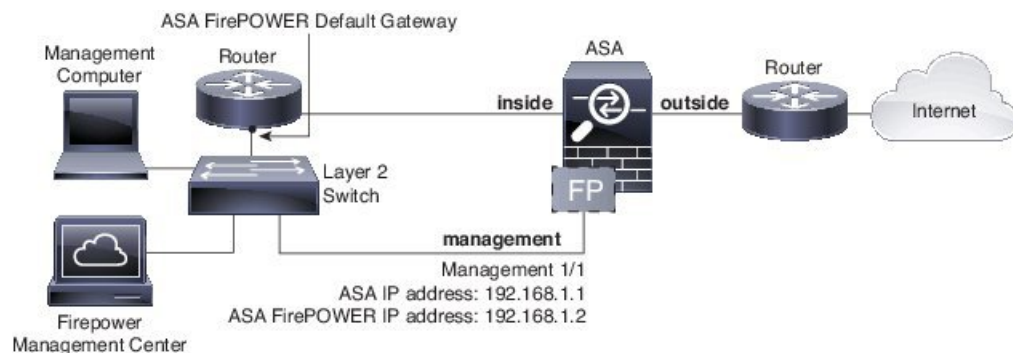 ASA FirePOWER Default Gateway
Management
Computer
Router
ASA
Router
inside
outside
Internet
Layer 2
Switch
FP
management
Management 1/1
ASA IP address: 192.168.1.1
ASA FirePOWER IP address: 192.168.1.2
Firepower
Management Center